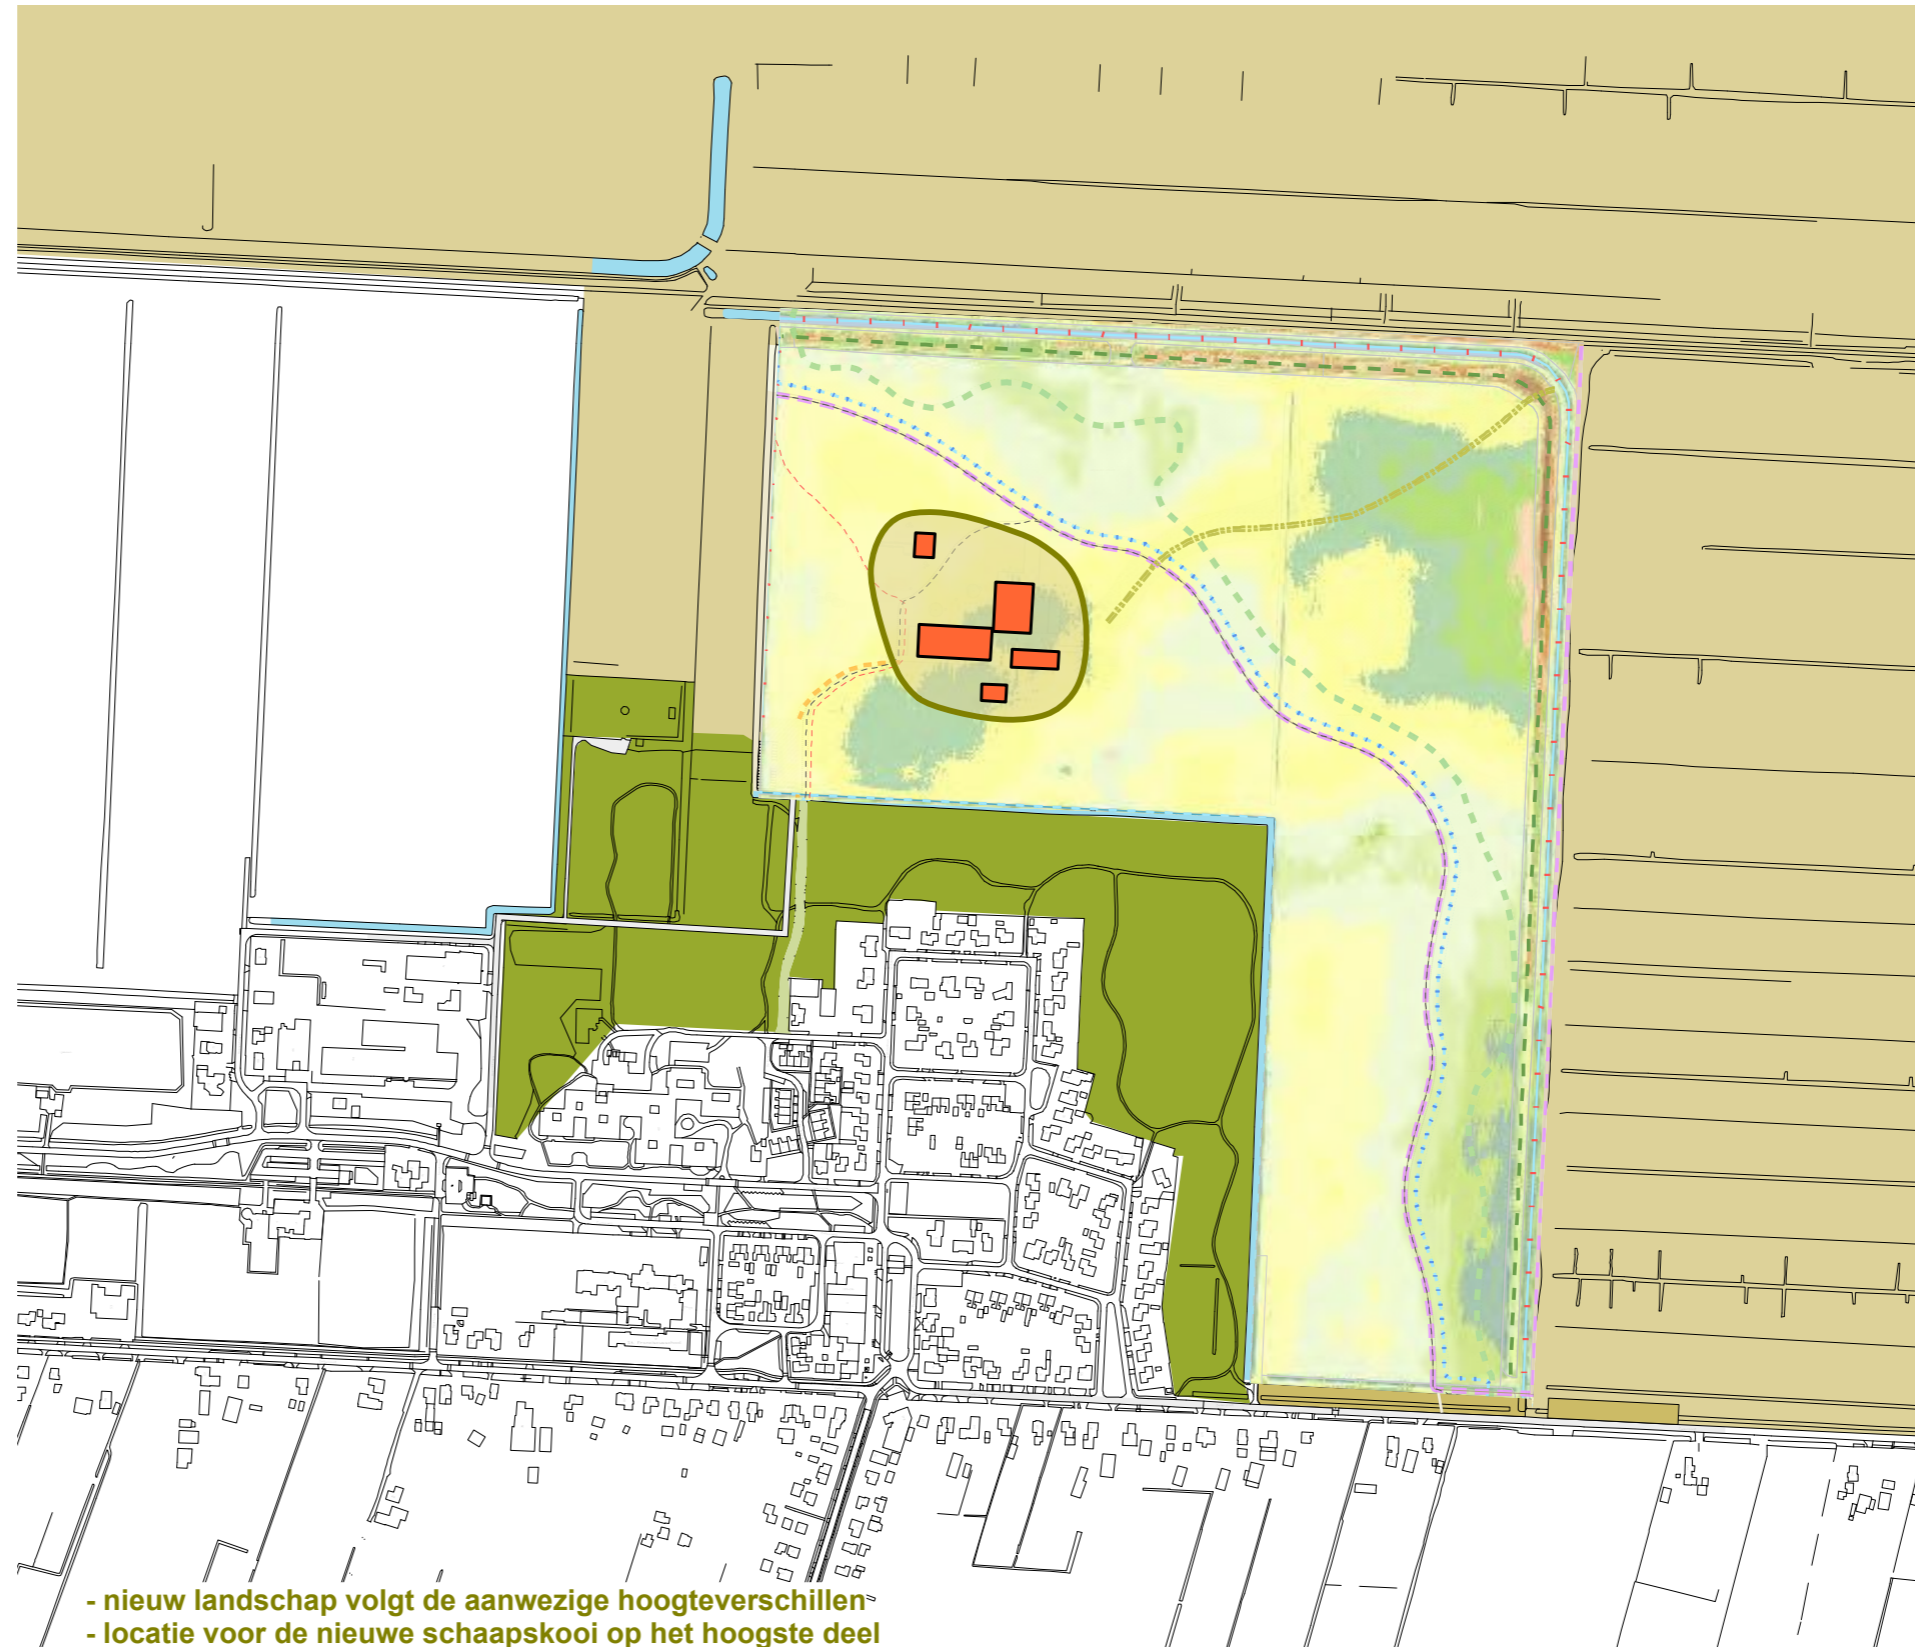 - nieuw landschap volgt de aanwezige hoogteverschillen
- locatie voor de nieuwe schaapskooi op het hoogste deel